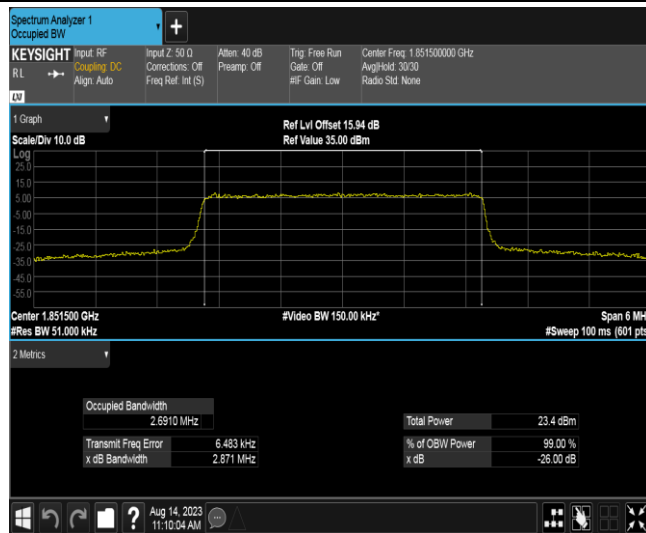 Spectrum Analyzer 1
Occupied BW
+
KEYSIGHT
RL
Input: RF
Coupling: DC
Align: Auto
Input Z: 50 Ω
Corrections: Off
Freq Ref: Int (S)
Atten: 40 dB
Preamp: Off
Trig: Free Run
Gate: Off
#IF Gain: Low
Center Freq: 1.851500000 GHz
Avg|Hold: 30/30
Radio Std: None
1 Graph
Scale/Div 10.0 dB
Ref Lvl Offset 15.94 dB
Ref Value 35.00 dBm
Log
25.0
15.0
5.00
-5.00
-15.0
-25.0
-35.0
-45.0
-55.0
Center 1.851500 GHz
#Res BW 51.000 kHz
#Video BW 150.00 kHz*
Span 6 MH
#Sweep 100 ms (601 pts
2 Metrics
Occupied Bandwidth
2.6910 MHz
Transmit Freq Error 6.483 kHz
x dB Bandwidth 2.871 MHz
Total Power 23.4 dBm
% of OBW Power 99.00 %
x dB -26.00 dB
?
Aug 14, 2023
11:10:04 AM